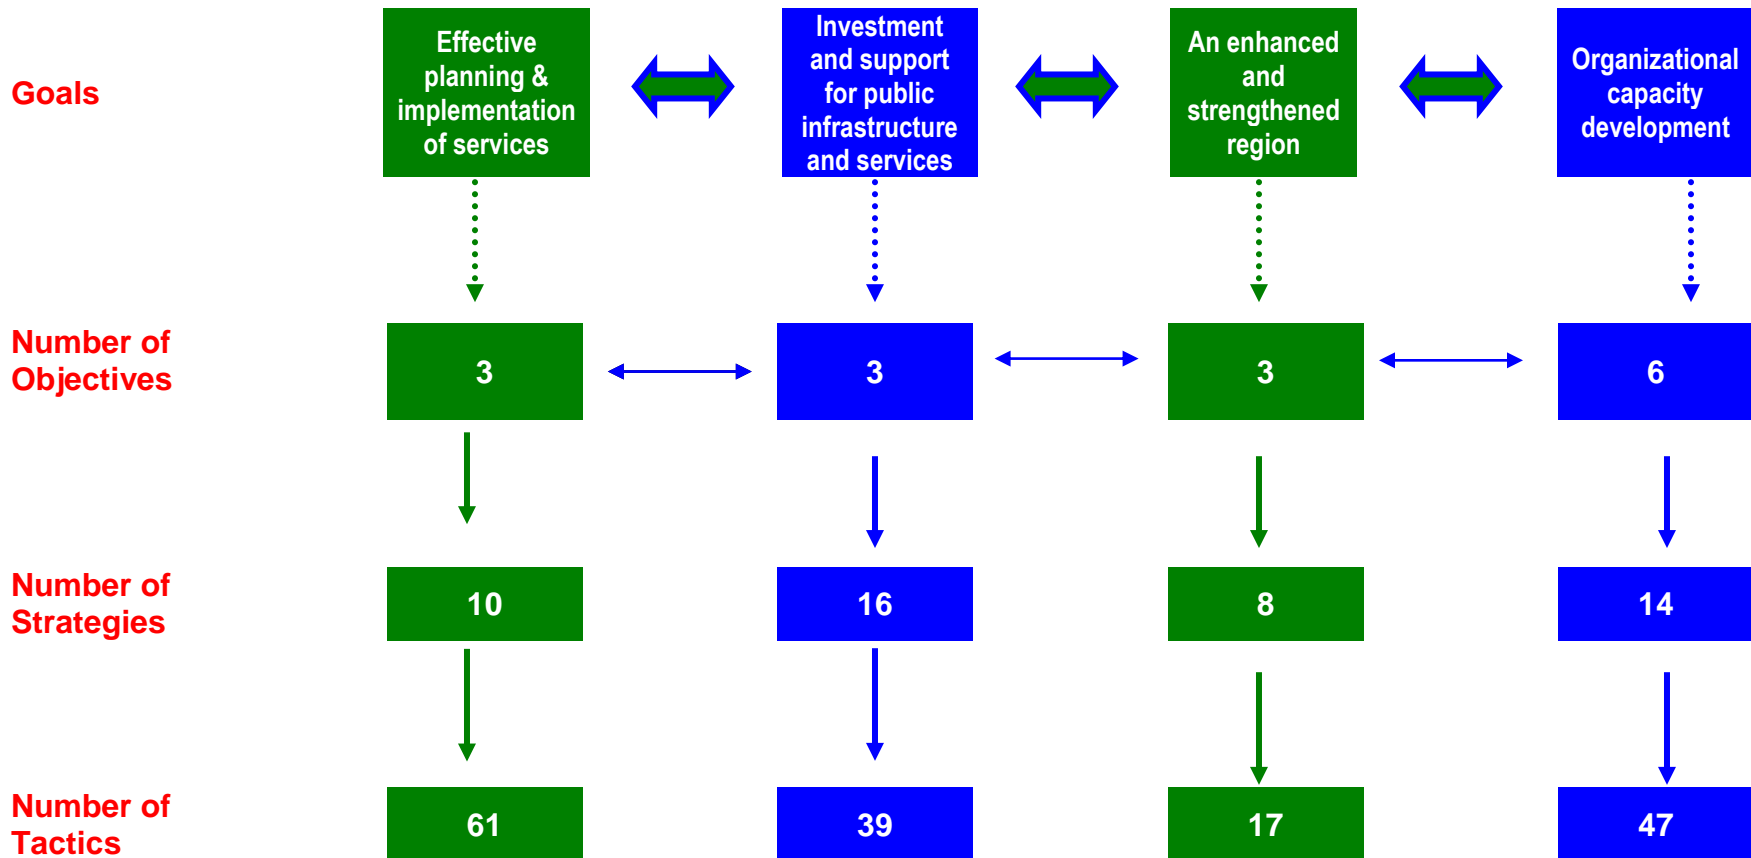 Goals
Effective
planning &
implementation
of services
Investment
and support
for public
infrastructure
and services
An enhanced
and
strengthened
region
Organizational
capacity
development
Number of
Objectives
3
3
3
6
Number of
Strategies
10
16
8
14
Number of
Tactics
61
39
17
47